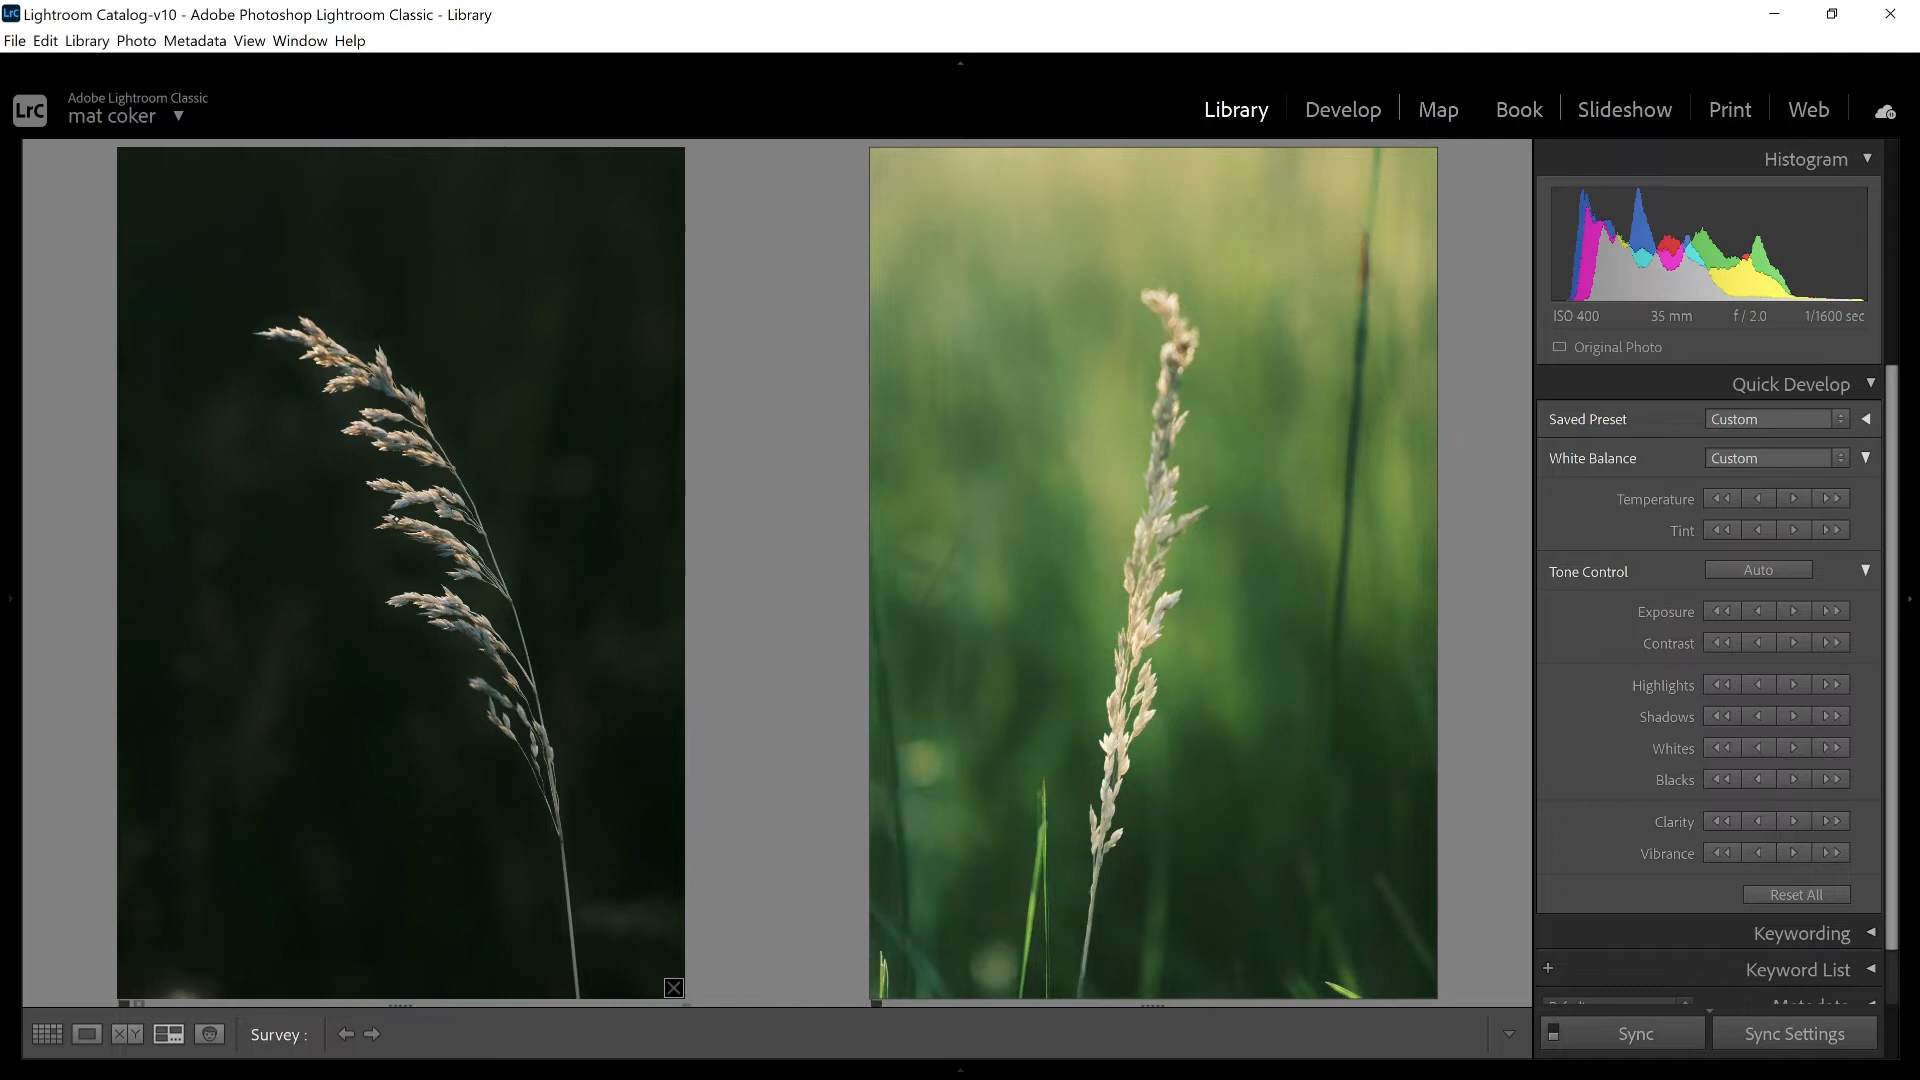 Lightroom Catalog-v10 - Adobe Photoshop Lightroom Classic - Library
File Edit Library Photo Metadata View Window Help
LrC
Adobe Lightroom Classic
mat coker
Library Develop Map Book Slideshow Print Web
Histogram
ISO 400 35 mm f / 2.0 1/1600 sec
Original Photo
Quick Develop
Saved Preset Custom
White Balance Custom
Temperature
Tint
Tone Control Auto
Exposure
Contrast
Highlights
Shadows
Whites
Blacks
Clarity
Vibrance
Reset All
Keywording
Keyword List
XY Survey :
Sync Sync Settings